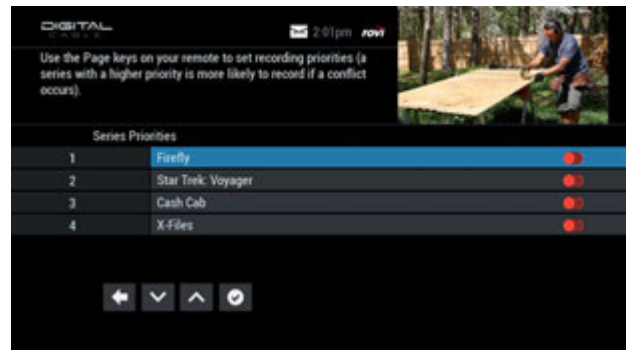 DIGITAL
CABLE
2:01pm rovi
Use the Page keys on your remote to set recording priorities (a
series with a higher priority is more likely to record if a conflict
occurs).
Series Priorities
1 Firefly
2 Star Trek: Voyager
3 Cash Cab
4 X-Files